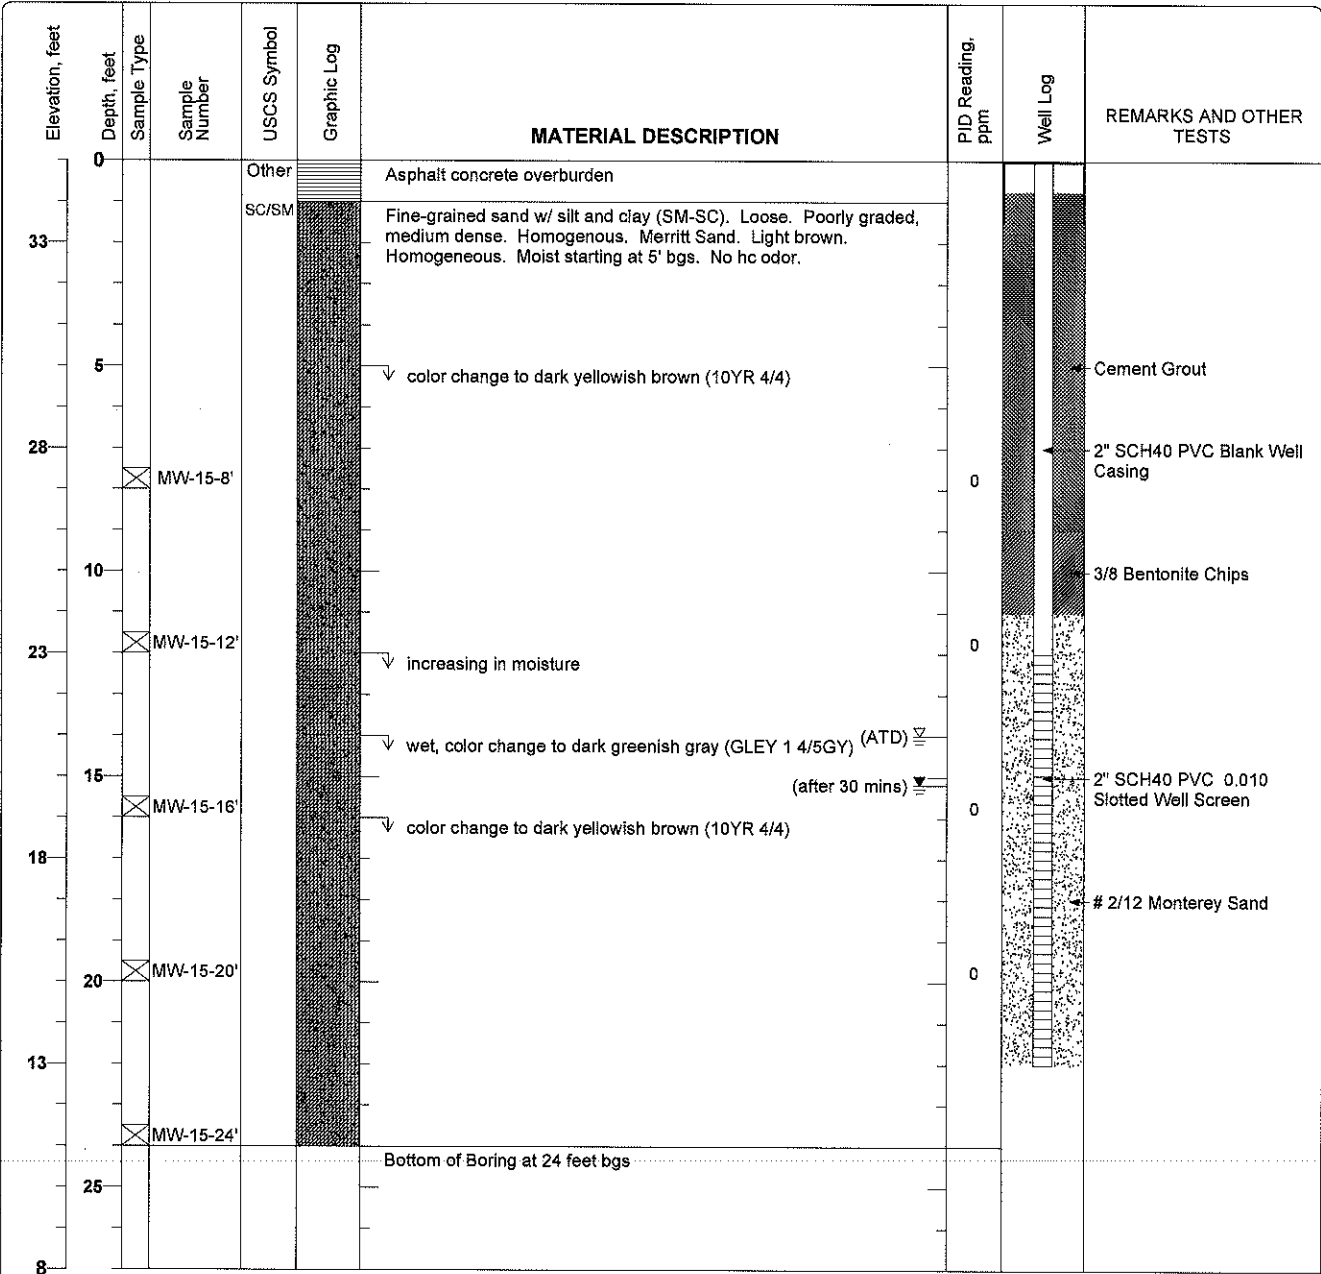 Elevation, feet
Depth, feet
Sample Type
Sample Number
USCS Symbol
Graphic Log
MATERIAL DESCRIPTION
PID Reading, ppm
Well Log
REMARKS AND OTHER TESTS
0
Other
Asphalt concrete overburden
SC/SM
Fine-grained sand w/ silt and clay (SM-SC). Loose. Poorly graded,
medium dense. Homogenous. Merritt Sand. Light brown.
Homogeneous. Moist starting at 5' bgs. No hc odor.
33
5
color change to dark yellowish brown (10YR 4/4)
Cement Grout
28
2" SCH40 PVC Blank Well
Casing
MW-15-8'
0
10
3/8 Bentonite Chips
MW-15-12'
0
23
increasing in moisture
wet, color change to dark greenish gray (GLEY 1 4/5GY)
(ATD)
15
(after 30 mins)
2" SCH40 PVC 0.010
Slotted Well Screen
MW-15-16'
0
color change to dark yellowish brown (10YR 4/4)
18
# 2/12 Monterey Sand
MW-15-20'
0
20
13
MW-15-24'
Bottom of Boring at 24 feet bgs
25
8